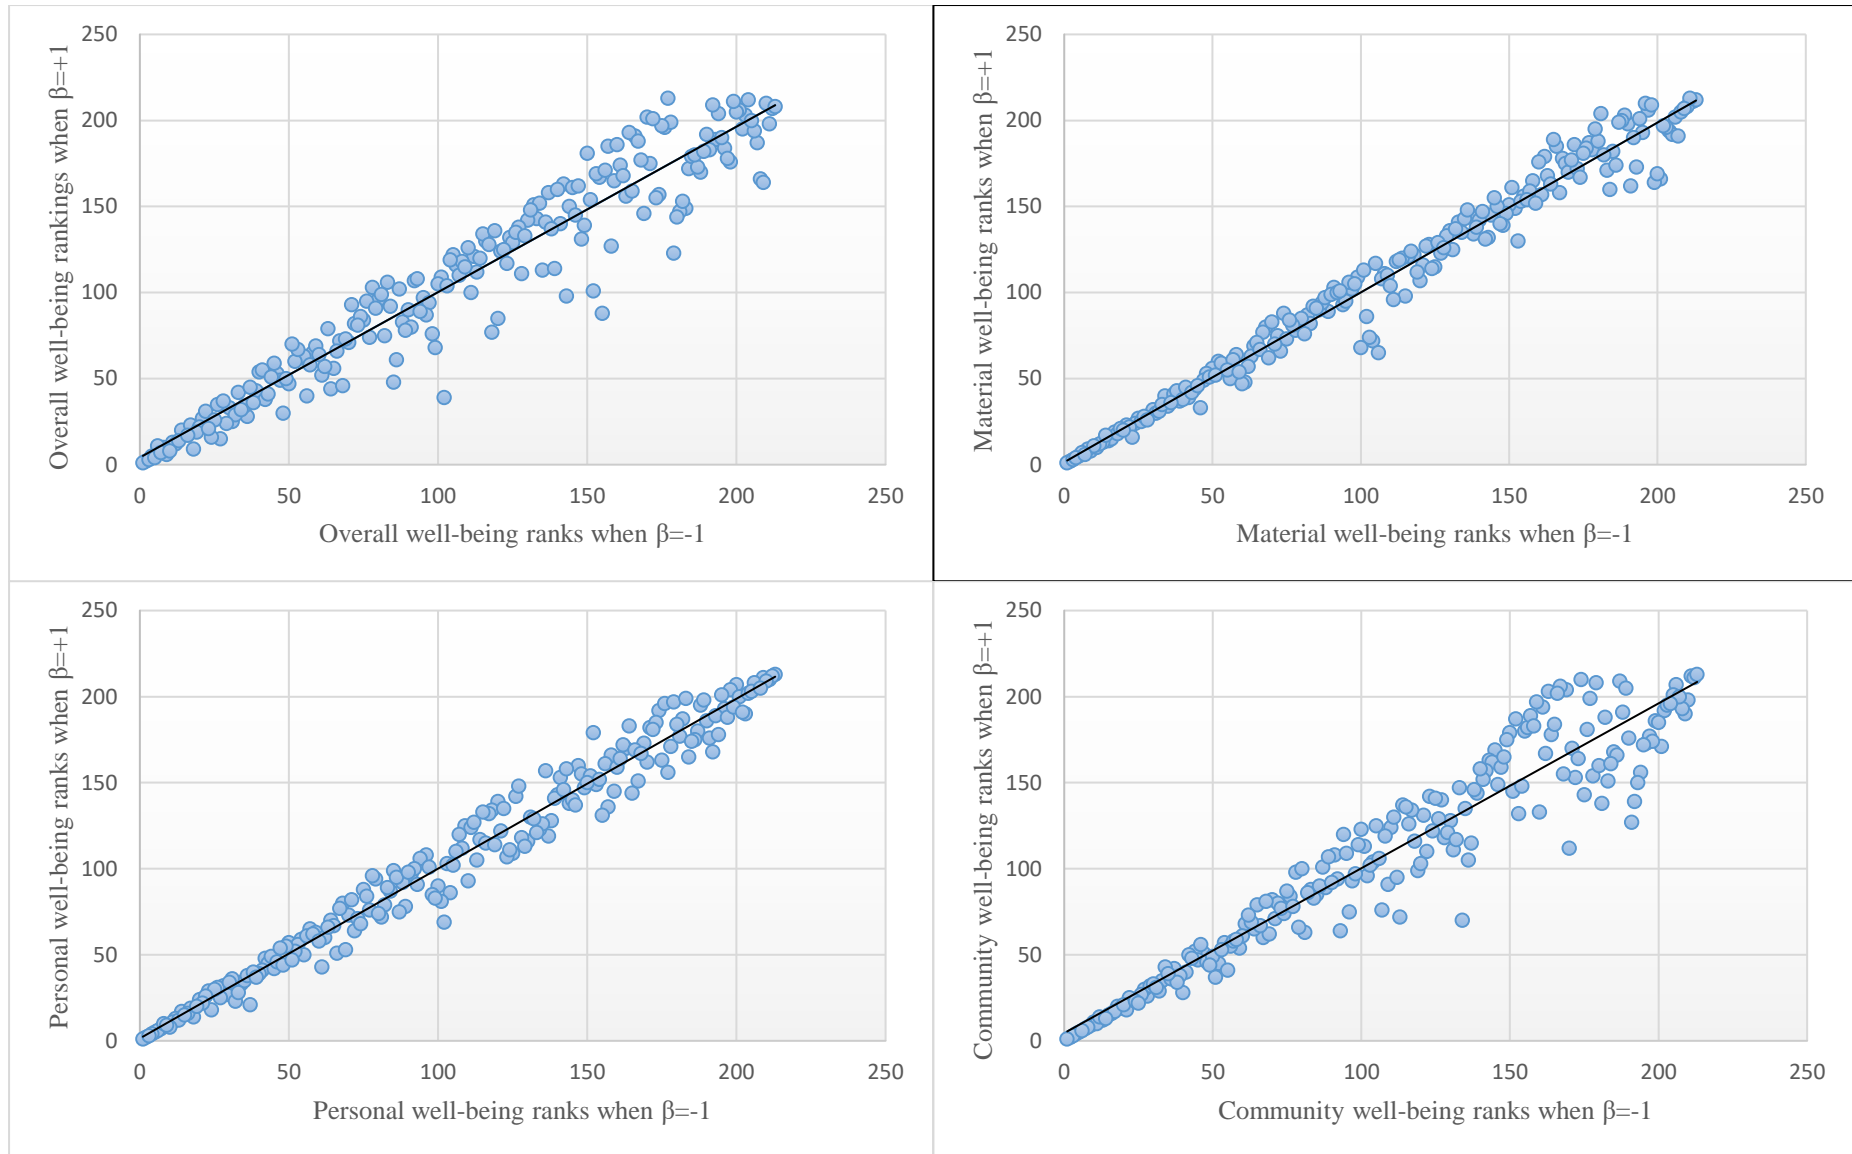 Overall well-being rankings when β=+1
250
200
150
100
50
0
0 50 100 150 200 250
Overall well-being ranks when β=-1
Material well-being ranks when β=+1
250
200
150
100
50
0
0 50 100 150 200 250
Material well-being ranks when β=-1
Personal well-being ranks when β=+1
250
200
150
100
50
0
0 50 100 150 200 250
Personal well-being ranks when β=-1
Community well-being ranks when β=+1
250
200
150
100
50
0
0 50 100 150 200 250
Community well-being ranks when β=-1